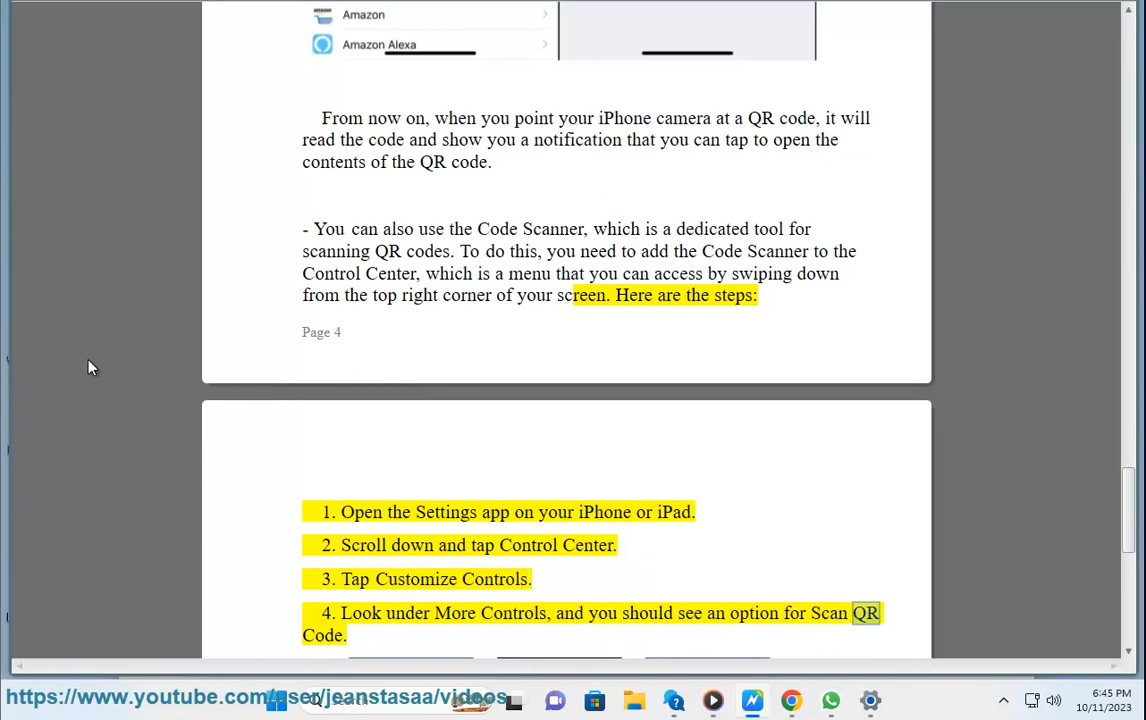 Amazon
Amazon Alexa
From now on, when you point your iPhone camera at a QR code, it will
read the code and show you a notification that you can tap to open the
contents of the QR code.
- You can also use the Code Scanner, which is a dedicated tool for
scanning QR codes. To do this, you need to add the Code Scanner to the
Control Center, which is a menu that you can access by swiping down
from the top right corner of your screen. Here are the steps:
Page 4
1. Open the Settings app on your iPhone or iPad.
2. Scroll down and tap Control Center.
3. Tap Customize Controls.
4. Look under More Controls, and you should see an option for Scan QR
Code.
https://www.youtube.com/user/jeanstasaa/videos
6:45 PM
10/11/2023